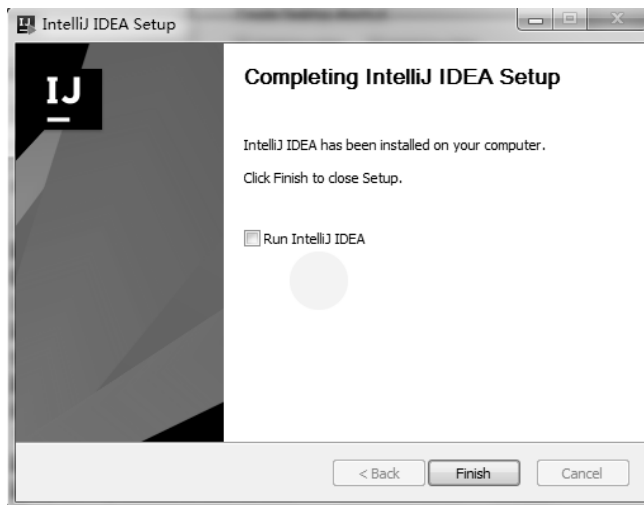 IntelliJ IDEA Setup
IJ
Completing IntelliJ IDEA Setup
IntelliJ IDEA has been installed on your computer.
Click Finish to close Setup.
Run IntelliJ IDEA
< Back
Finish
Cancel